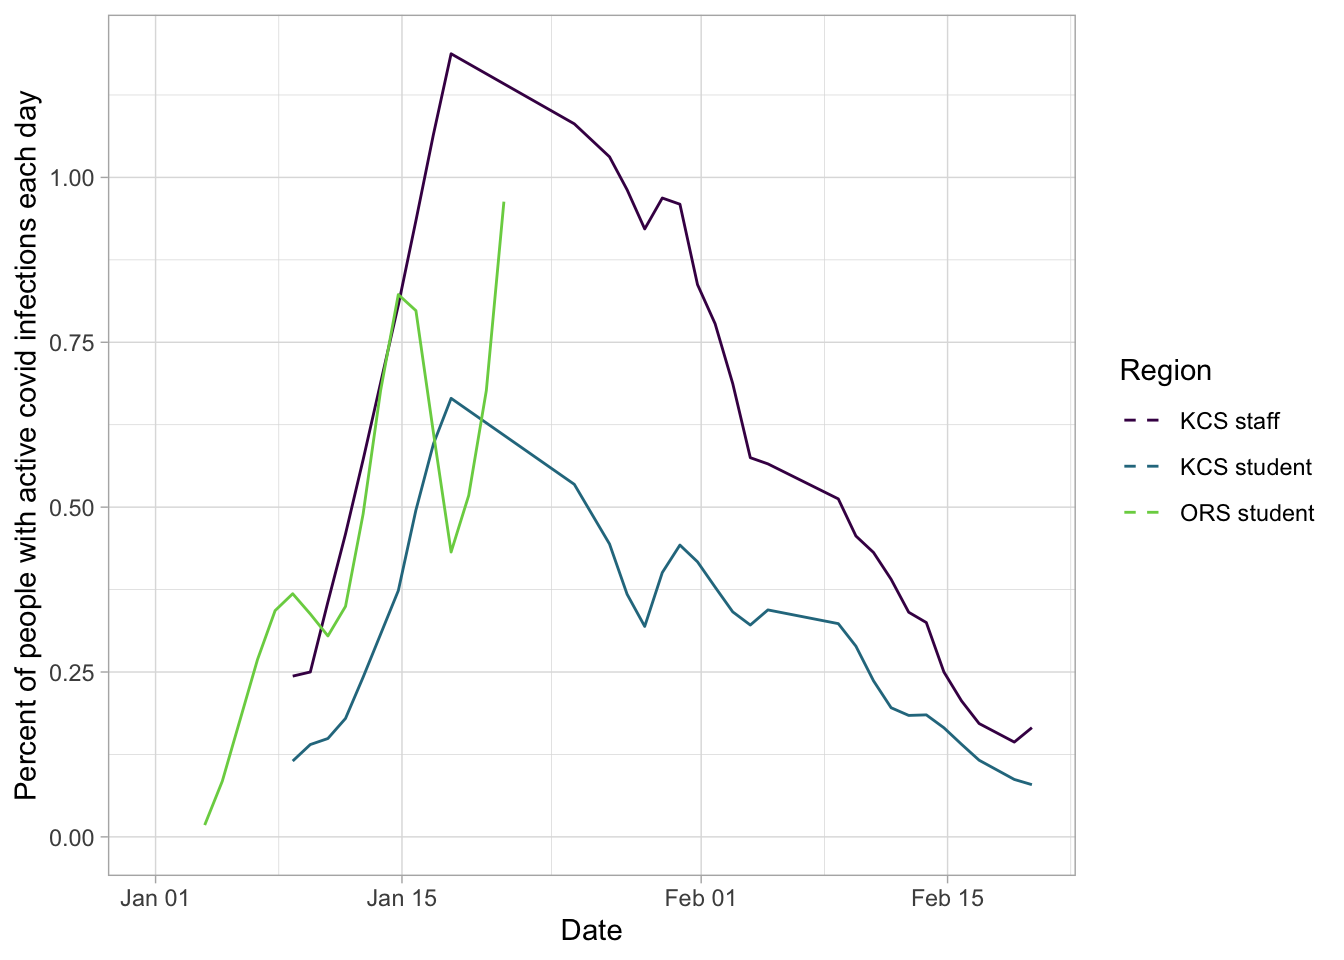 Percent of people with active covid infections each day
1.00
0.75
0.50
0.25
0.00
Jan 01
Jan 15
Feb 01
Feb 15
Date
Region
KCS staff
KCS student
ORS student